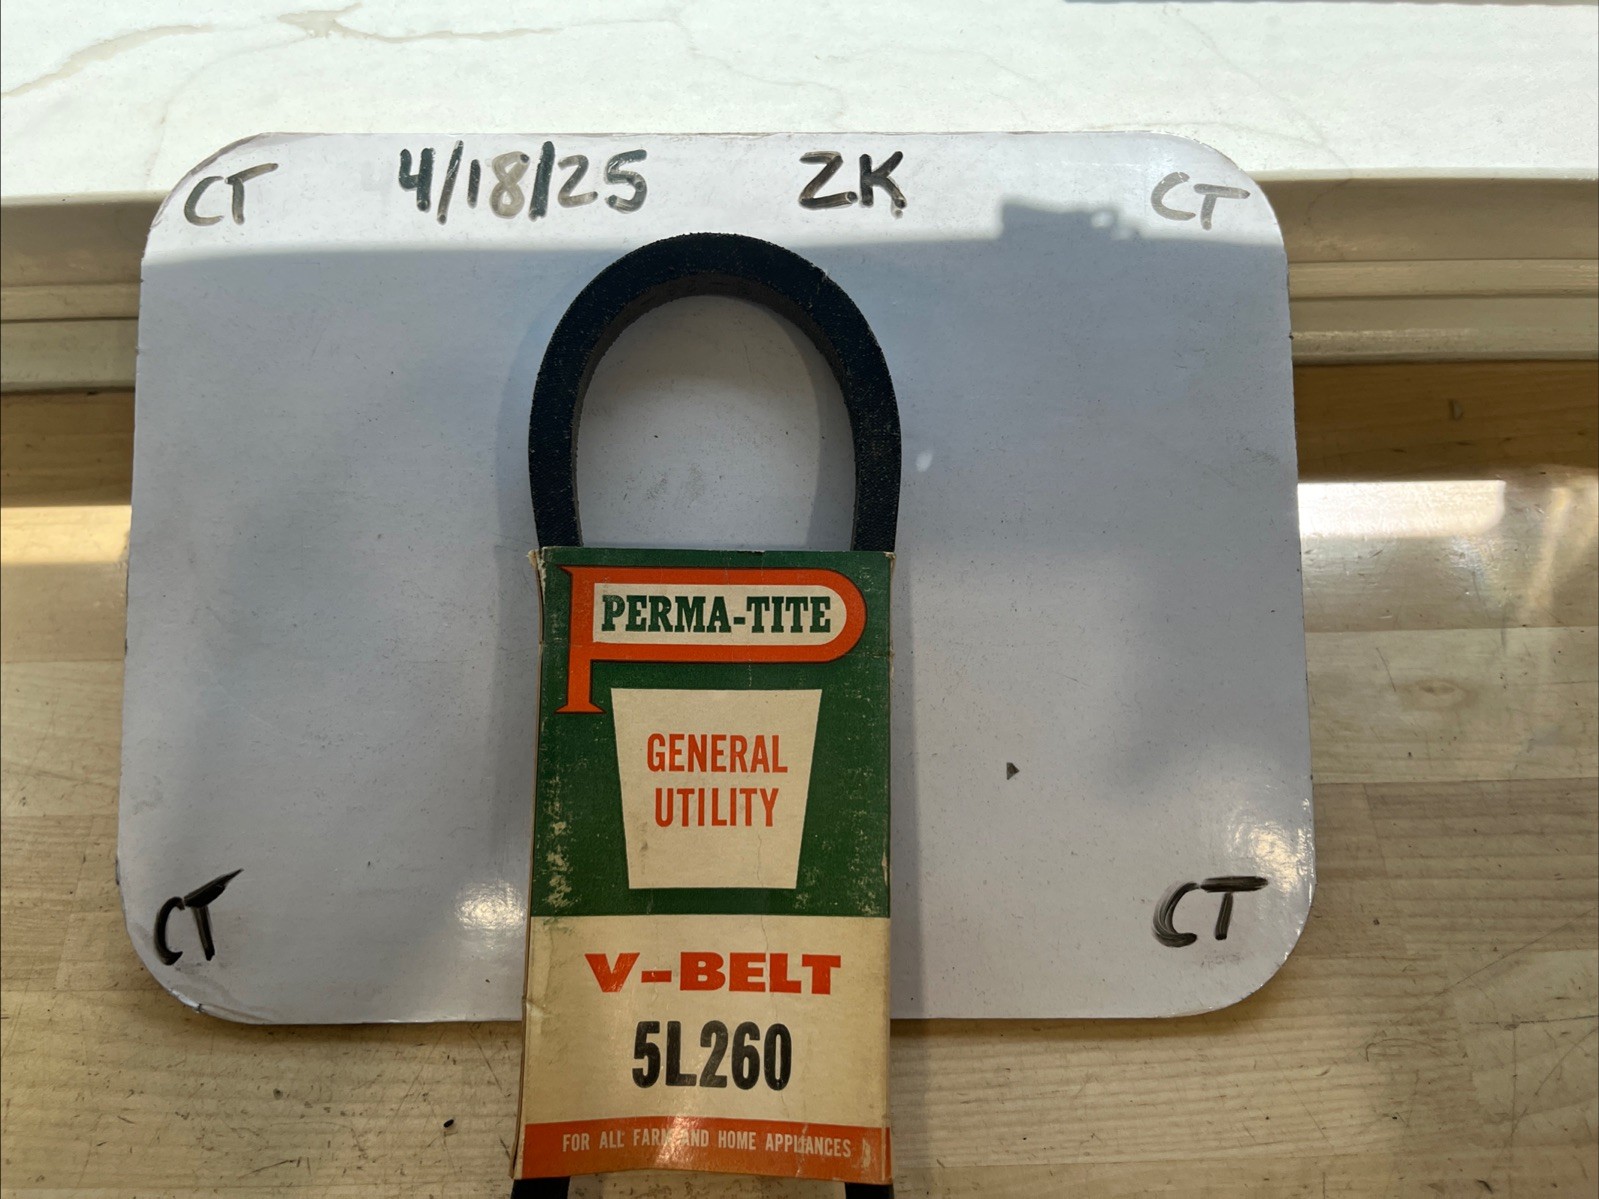 CT 4/18/25 ZK CT
PERMA-TITE
GENERAL
UTILITY
V-BELT
5L260
FOR ALL FARM AND HOME APPLIANCES
CT CT